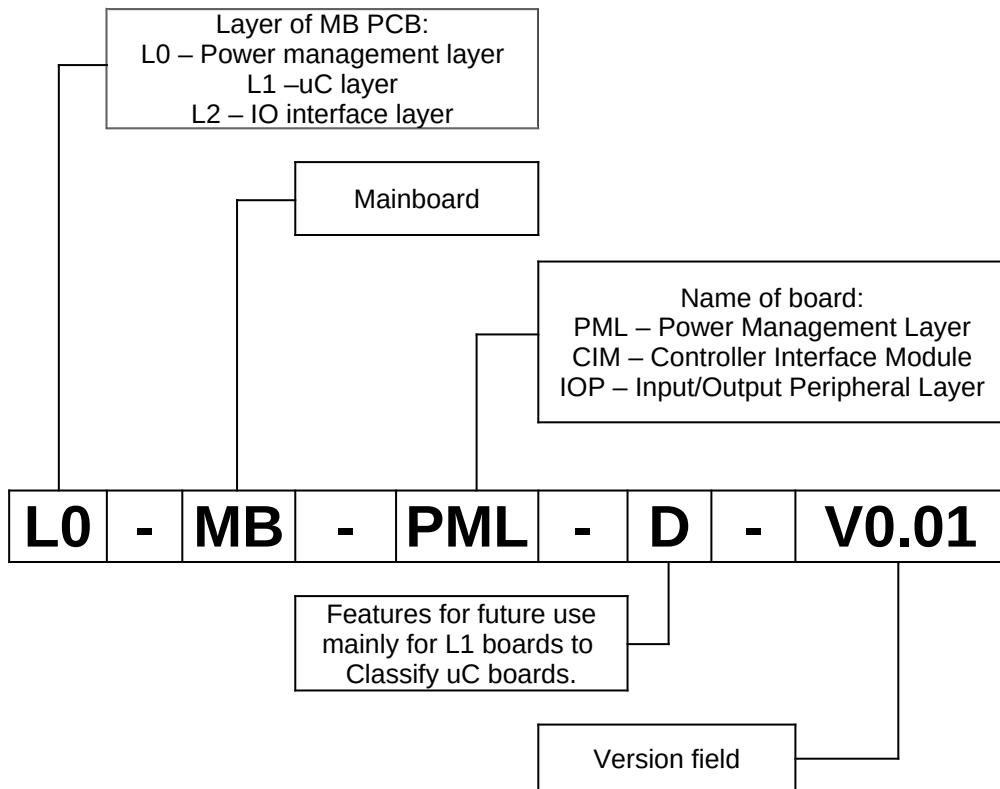 Layer of MB PCB:
L0 – Power management layer
L1 –uC layer
L2 – IO interface layer
Mainboard
Name of board:
PML – Power Management Layer
CIM – Controller Interface Module
IOP – Input/Output Peripheral Layer
L0 - MB - PML - D - V0.01
Features for future use
mainly for L1 boards to
Classify uC boards.
Version field